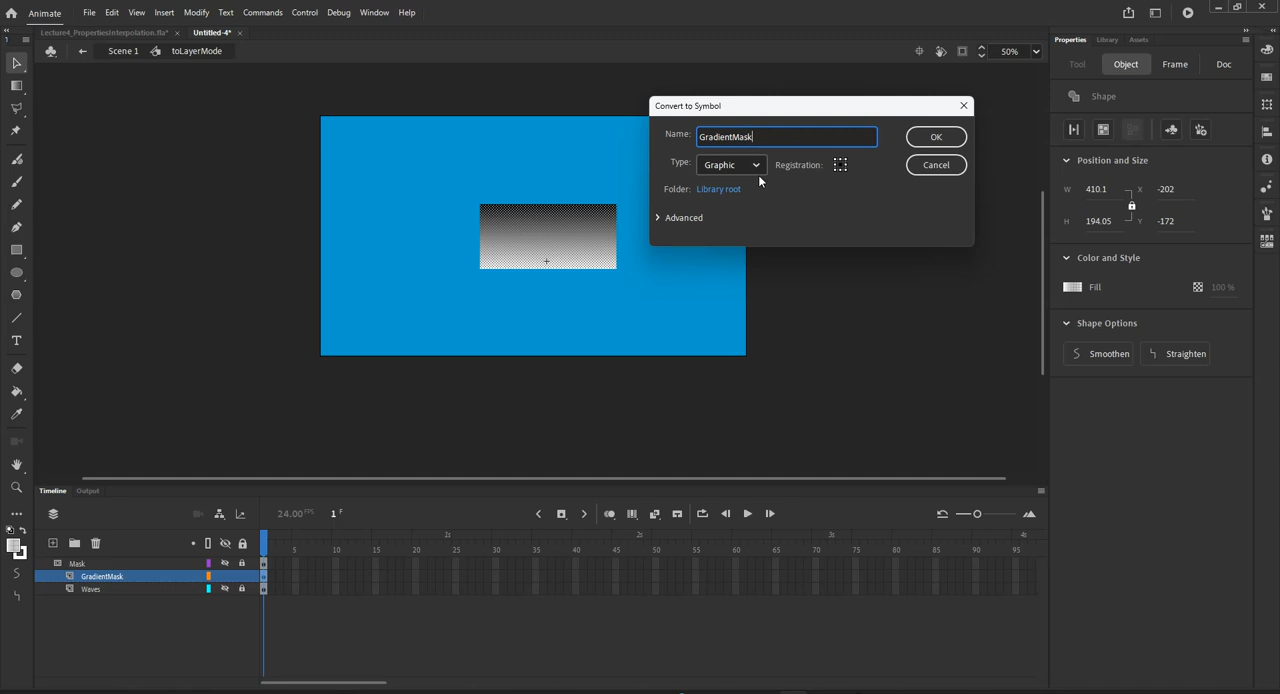 Animate File Edit View Insert Modify Text Commands Control Debug Window Help
Lecture4_PropertiesInterpolation.fla* × Untitled-4* ×
Scene 1 toLayerMode 50%
Properties Library Assets
Tool Object Frame Doc
Shape
Convert to Symbol
Name: GradientMask OK
Type: Graphic Registration: Cancel
Folder: Library root
Advanced
Position and Size
W 410.1 X -202
H 194.05 Y -172
Color and Style
Fill 100 %
Shape Options
Smoothen Straighten
Timeline Output
24.00 FPS 1 F
1s 2s 3s 4s
5 10 15 20 25 30 35 40 45 50 55 60 65 70 75 80 85 90 95
Mask
GradientMask
Waves